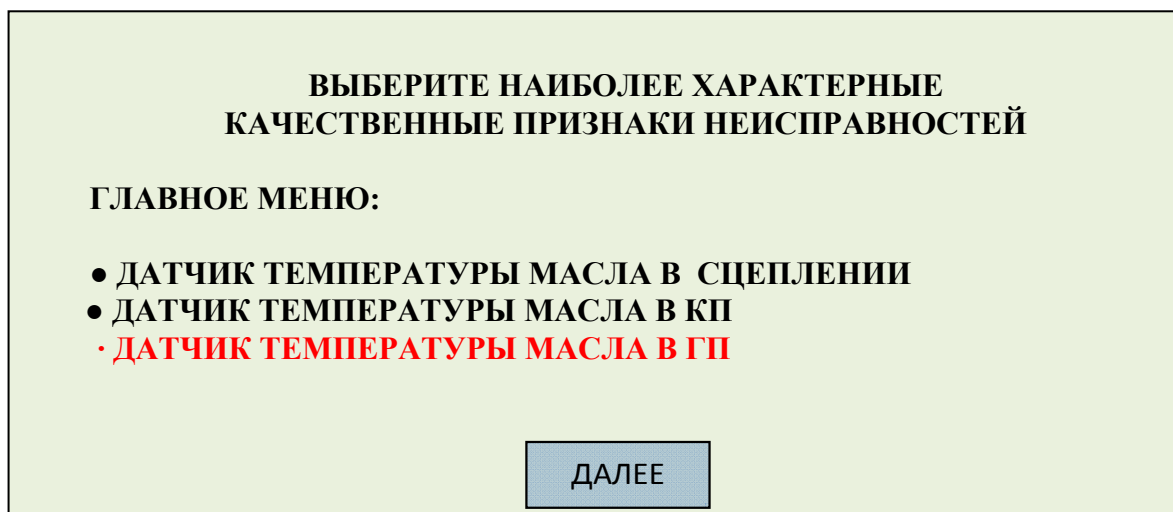 ВЫБЕРИТЕ НАИБОЛЕЕ ХАРАКТЕРНЫЕ
КАЧЕСТВЕННЫЕ ПРИЗНАКИ НЕИСПРАВНОСТЕЙ
ГЛАВНОЕ МЕНЮ:
● ДАТЧИК ТЕМПЕРАТУРЫ МАСЛА В СЦЕПЛЕНИИ
● ДАТЧИК ТЕМПЕРАТУРЫ МАСЛА В КП
· ДАТЧИК ТЕМПЕРАТУРЫ МАСЛА В ГП
ДАЛЕЕ